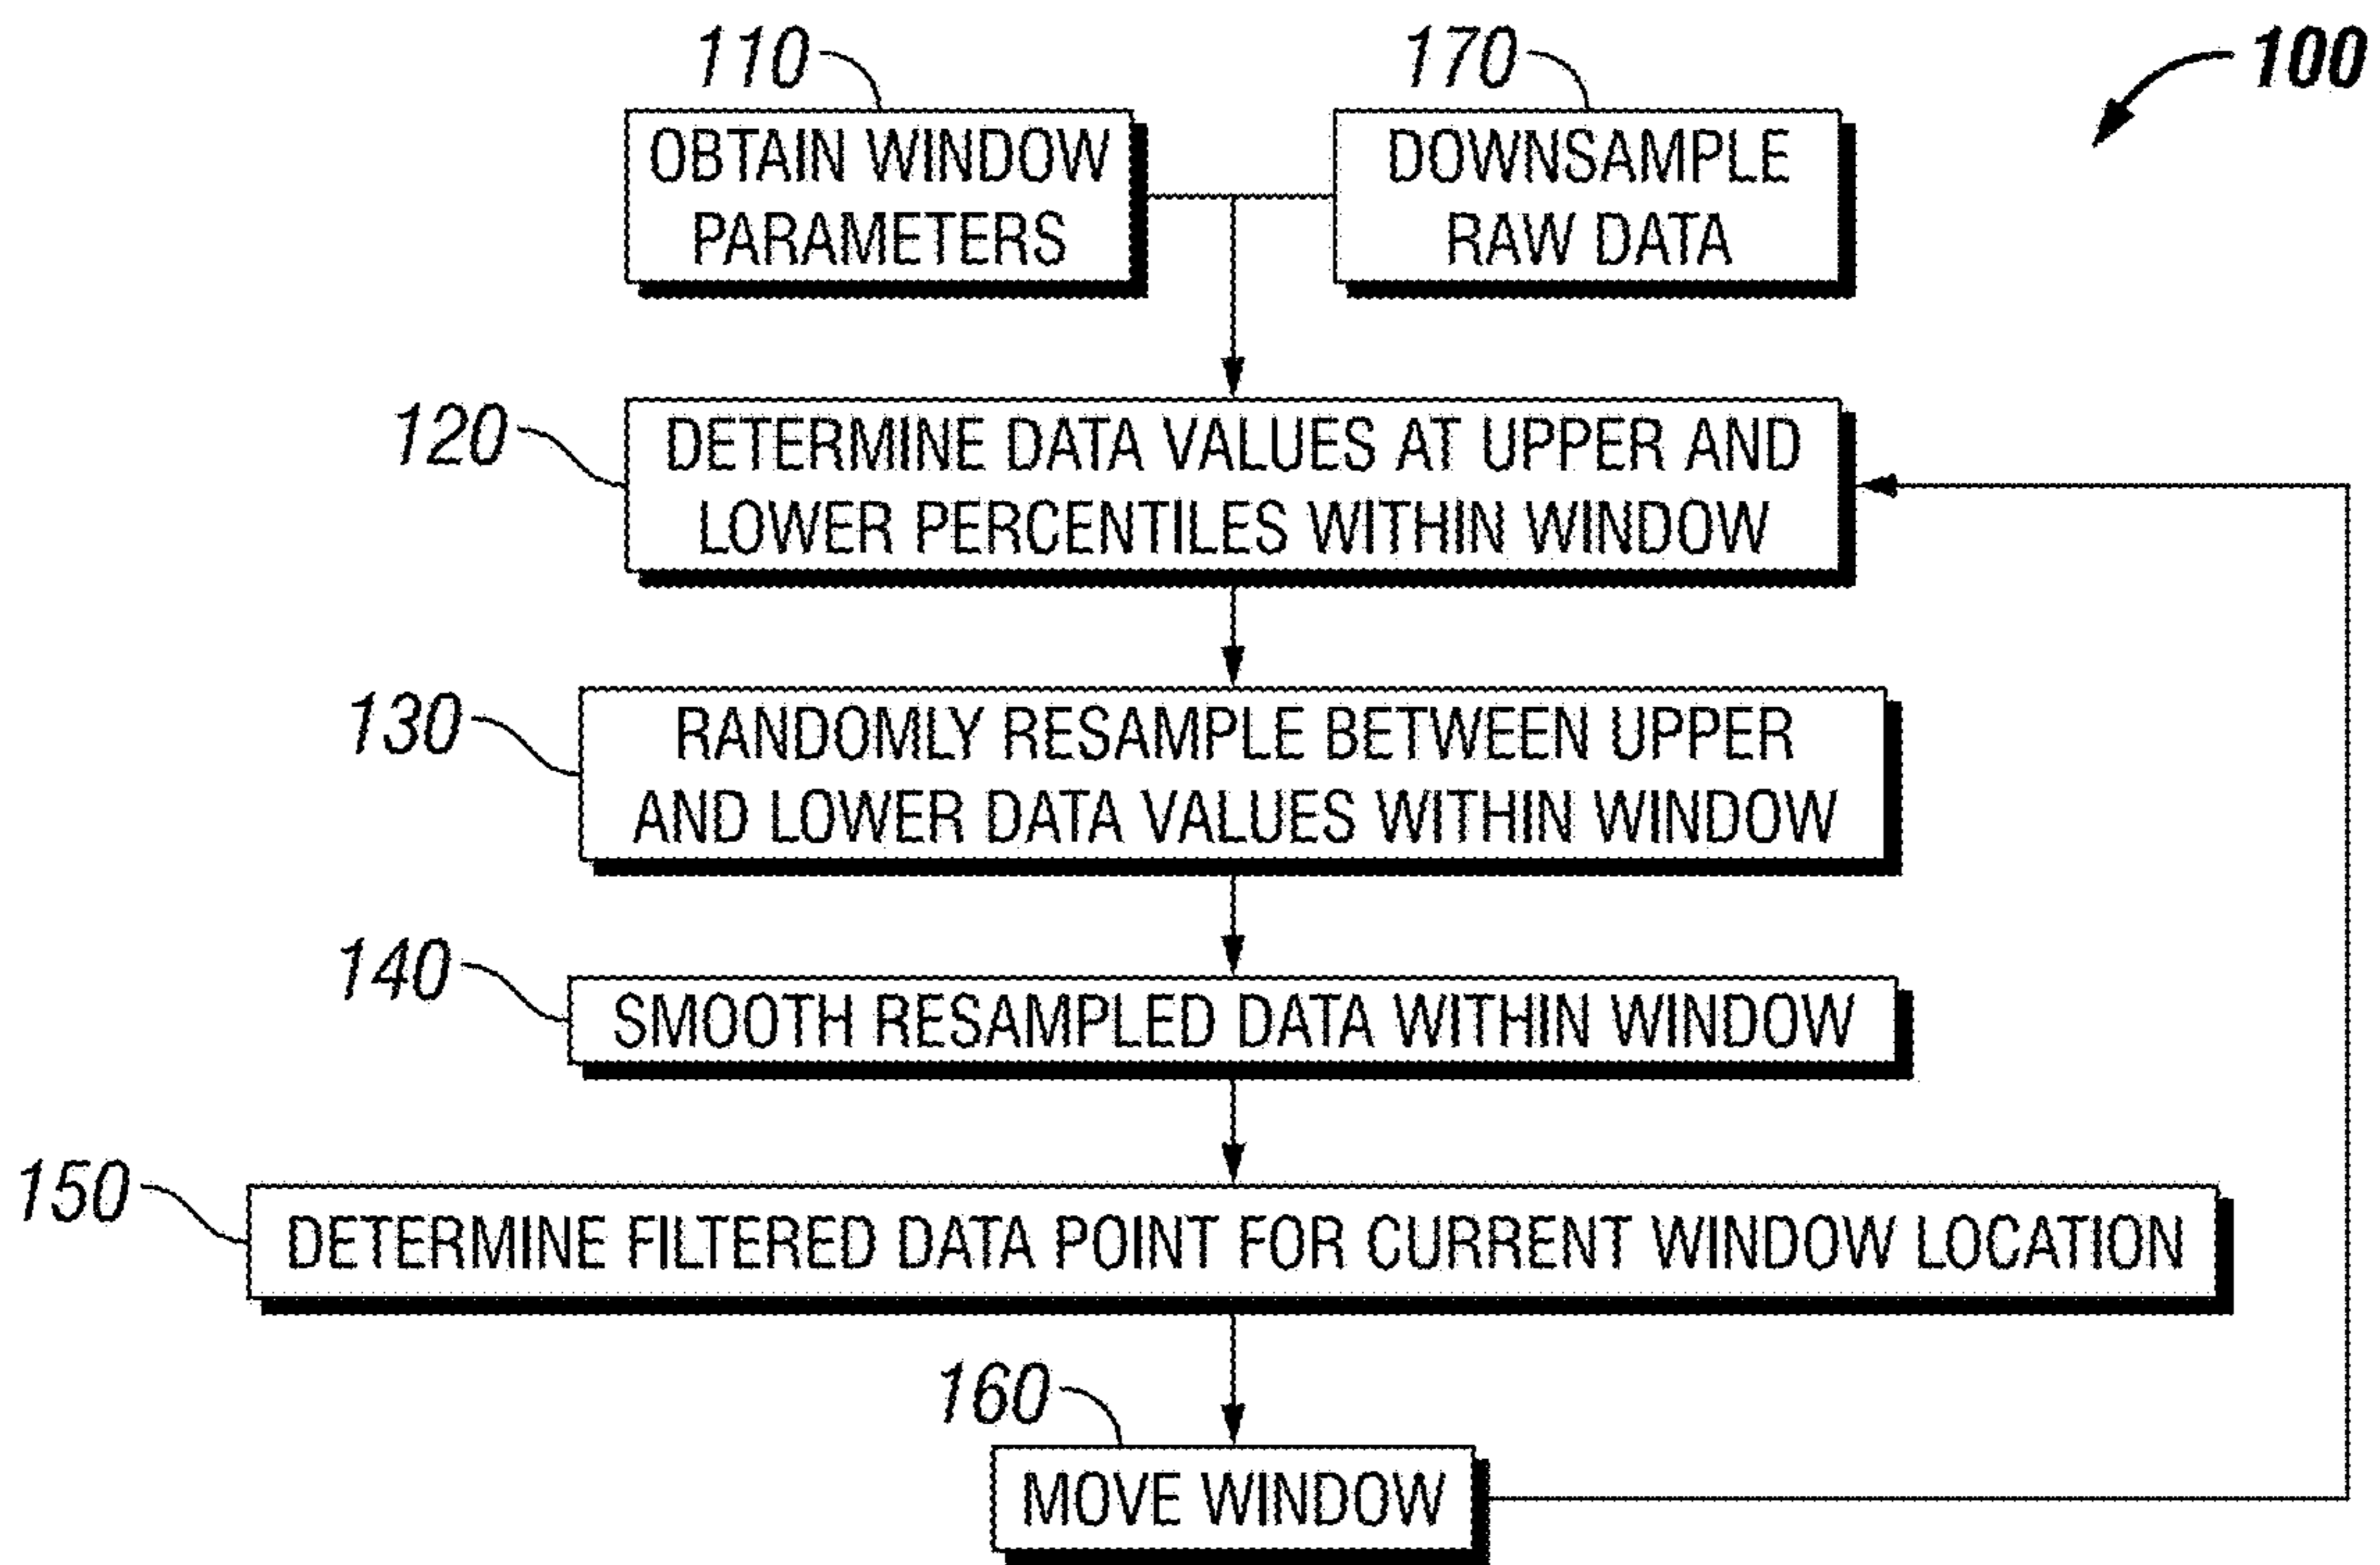 110
170
100
OBTAIN WINDOW
PARAMETERS
DOWNSAMPLE
RAW DATA
120
DETERMINE DATA VALUES AT UPPER AND
LOWER PERCENTILES WITHIN WINDOW
130
RANDOMLY RESAMPLE BETWEEN UPPER
AND LOWER DATA VALUES WITHIN WINDOW
140
SMOOTH RESAMPLED DATA WITHIN WINDOW
150
DETERMINE FILTERED DATA POINT FOR CURRENT WINDOW LOCATION
160
MOVE WINDOW